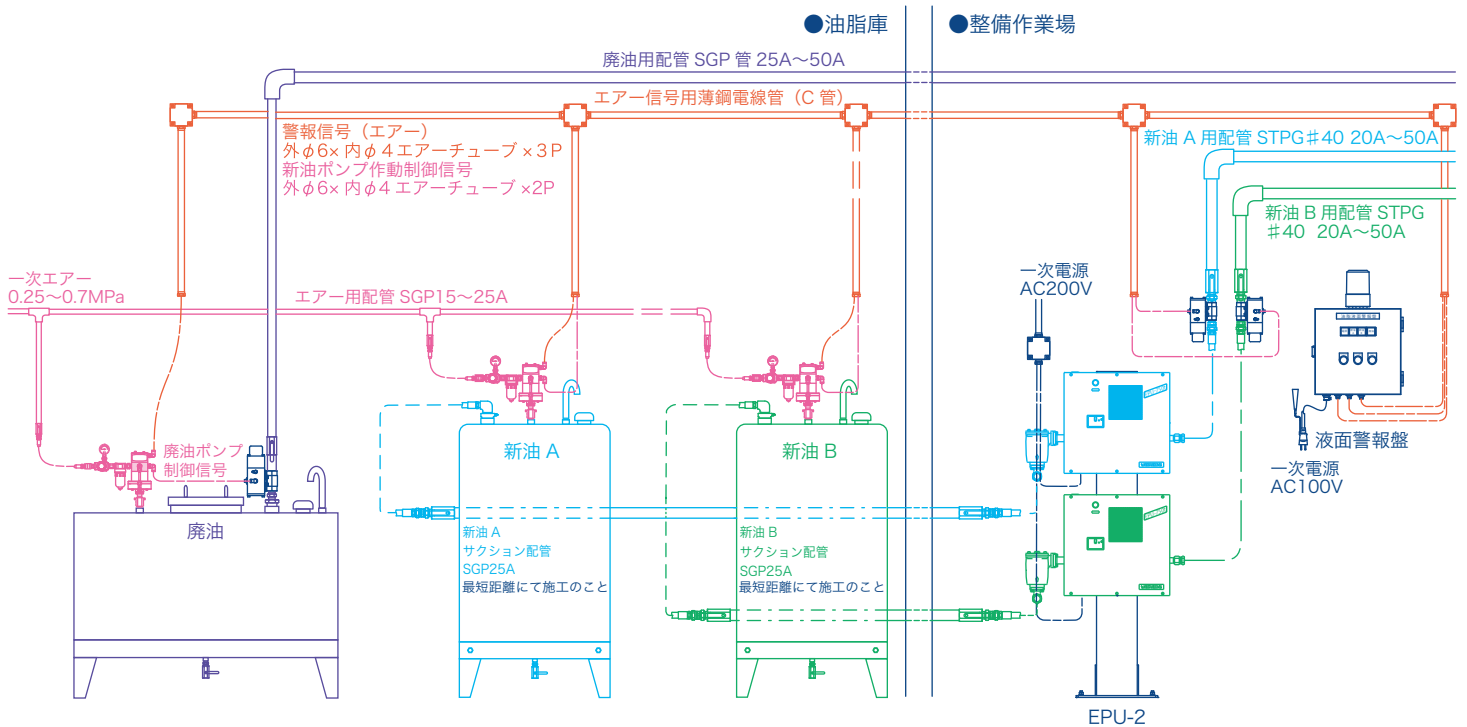 ●油脂庫
●整備作業場
廃油用配管 SGP 管 25A〜50A
エアー信号用薄鋼電線管（C 管）
警報信号（エアー）
外φ6× 内φ4 エアーチューブ ×3P
新油ポンプ作動制御信号
外φ6× 内φ4 エアーチューブ ×2P
新油 A 用配管 STPG♯40 20A〜50A
新油 B 用配管 STPG
♯40 20A〜50A
一次エアー
0.25〜0.7MPa
エアー用配管 SGP15〜25A
一次電源
AC200V
廃油ポンプ
制御信号
新油 A
新油 B
液面警報盤
一次電源
AC100V
廃油
新油 A
サクション配管
SGP25A
最短距離にて施工のこと
新油 B
サクション配管
SGP25A
最短距離にて施工のこと
EPU-2